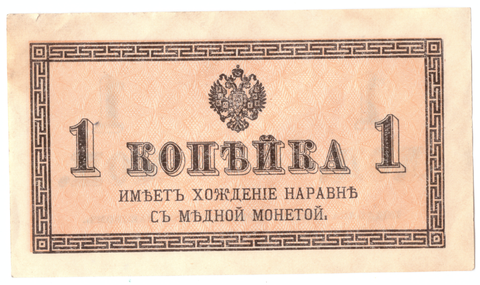 1 КОПѢЙКА 1
ИМѢЕТЪ ХОЖДЕНІЕ НАРАВНѢ
СЪ МѢДНОЙ МОНЕТОЙ.